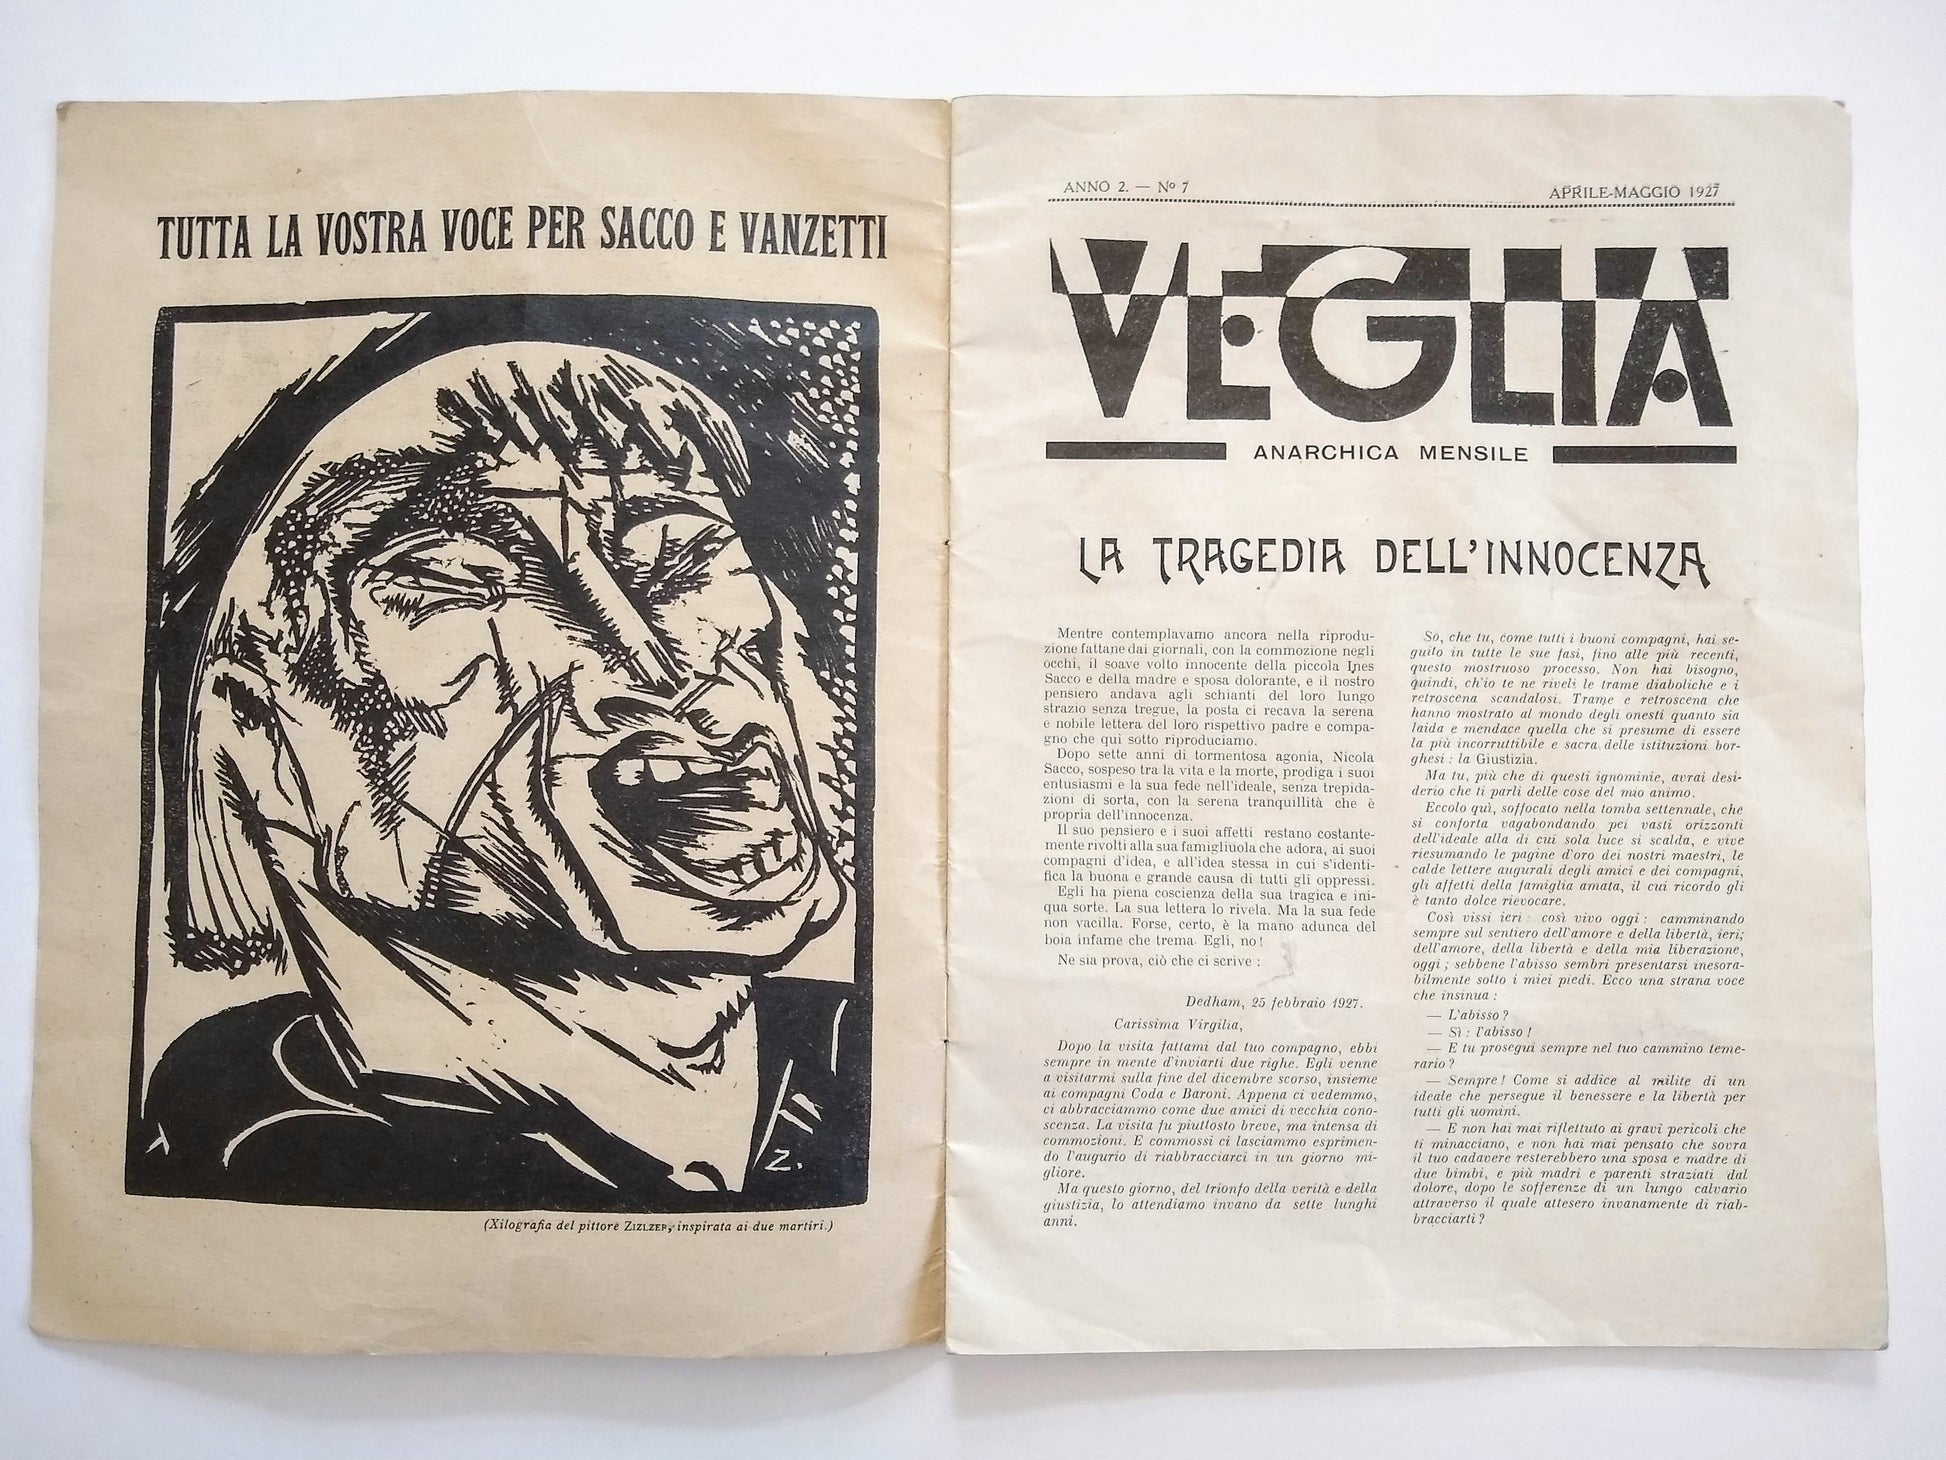 TUTTA LA VOSTRA VOCE PER SACCO E VANZETTI
Z.
(Xilografia del pittore ZIZLZER, inspirata ai due martiri.)
ANNO 2. — Nº 7
APRILE-MAGGIO 1927
VEGLIA
ANARCHICA MENSILE
LA TRAGEDIA DELL'INNOCENZA
Mentre contemplavamo ancora nella riprodu-
zione fattane dai giornali, con la commozione negli
occhi, il soave volto innocente della piccola Ines
Sacco e della madre e sposa dolorante, e il nostro
pensiero andava agli schianti del loro lungo
strazio senza tregue, la posta ci recava la serena
e nobile lettera del loro rispettivo padre e compa-
gno che qui sotto riproduciamo.
Dopo sette anni di tormentosa agonia, Nicola
Sacco, sospeso tra la vita e la morte, prodiga i suoi
entusiasmi e la sua fede nell'ideale, senza trepida-
zioni di sorta, con la serena tranquillità che è
propria dell'innocenza.
Il suo pensiero e i suoi affetti restano costante-
mente rivolti alla sua famigliuola che adora, ai suoi
compagni d'idea, e all'idea stessa in cui s'identi-
fica la buona e grande causa di tutti gli oppressi.
Egli ha piena coscienza della sua tragica e ini-
qua sorte. La sua lettera lo rivela. Ma la sua fede
non vacilla. Forse, certo, è la mano adunca del
boia infame che trema. Egli, no !
Ne sia prova, ciò che ci scrive :
Dedham, 25 febbraio 1927.
Carissima Virgilia,
Dopo la visita fattami dal tuo compagno, ebbi
sempre in mente d'inviarti due righe. Egli venne
a visitarmi sulla fine del dicembre scorso, insieme
ai compagni Coda e Baroni. Appena ci vedemmo,
ci abbracciammo come due amici di vecchia cono-
scenza. La visita fu piuttosto breve, ma intensa di
commozioni. E commossi ci lasciammo esprimen-
do l'augurio di riabbracciarci in un giorno mi-
gliore.
Ma questo giorno, del trionfo della verità e della
giustizia, lo attendiamo invano da sette lunghi
anni.
Sò, che tu, come tutti i buoni compagni, hai se-
guito in tutte le sue fasi, fino alle più recenti,
questo mostruoso processo. Non hai bisogno,
quindi, ch'io te ne riveli le trame diaboliche e i
retroscena scandalosi. Trame e retroscena che
hanno mostrato al mondo degli onesti quanto sia
laida e mendace quella che si presume di essere
la più incorruttibile e sacra delle istituzioni bor-
ghesi : la Giustizia.
Ma tu, più che di questi ignominie, avrai desi-
derio che ti parli delle cose del mio animo.
Eccolo quì, soffocato nella tomba settennale, che
si conforta vagabondando pei vasti orizzonti
dell'ideale alla di cui sola luce si scalda, e vive
riesumando le pagine d'oro dei nostri maestri, le
calde lettere augurali degli amici e dei compagni,
gli affetti della famiglia amata, il cui ricordo gli
è tanto dolce rievocare.
Così vissi ieri : così vivo oggi : camminando
sempre sul sentiero dell'amore e della libertà, ieri;
dell'amore, della libertà e della mia liberazione,
oggi ; sebbene l'abisso sembri presentarsi inesora-
bilmente sotto i miei piedi. Ecco una strana voce
che insinua :
— L'abisso ?
— Sì : l'abisso !
— E tu prosegui sempre nel tuo cammino teme-
rario ?
— Sempre ! Come si addice al milite di un
ideale che persegue il benessere e la libertà per
tutti gli uomini.
— E non hai mai riflettuto ai gravi pericoli che
ti minacciano, e non hai mai pensato che sovra
il tuo cadavere resterebbero una sposa e madre di
due bimbi, e più madri e parenti straziati dal
dolore, dopo le sofferenze di un lungo calvario
attraverso il quale attesero invanamente di riab-
bracciarti ?